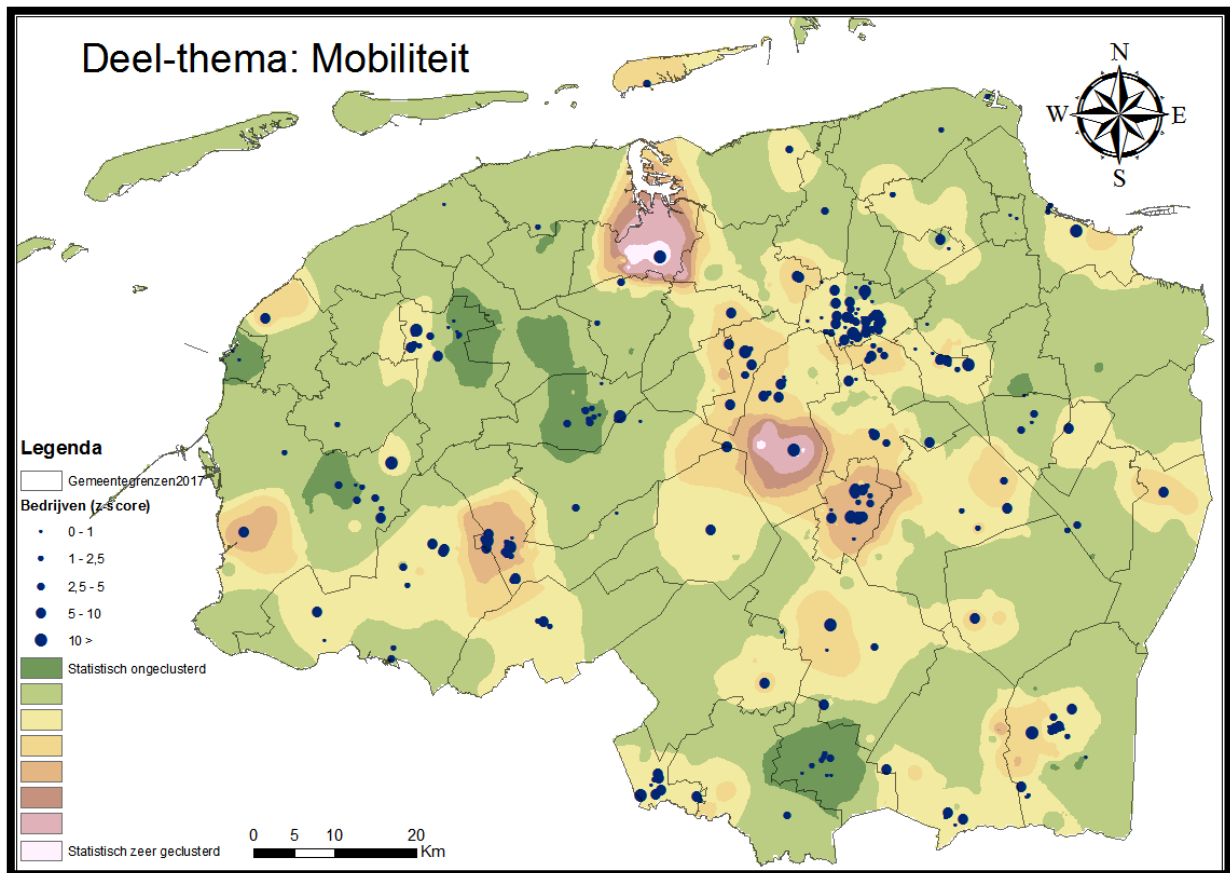 Deel-thema: Mobiliteit
N
W E
S
Legenda
Gemeentegrenzen2017
Bedrijven (z-score)
0 - 1
1 - 2,5
2,5 - 5
5 - 10
10 >
Statistisch ongeclusterd
Statistisch zeer geclusterd
0 5 10 20
Km